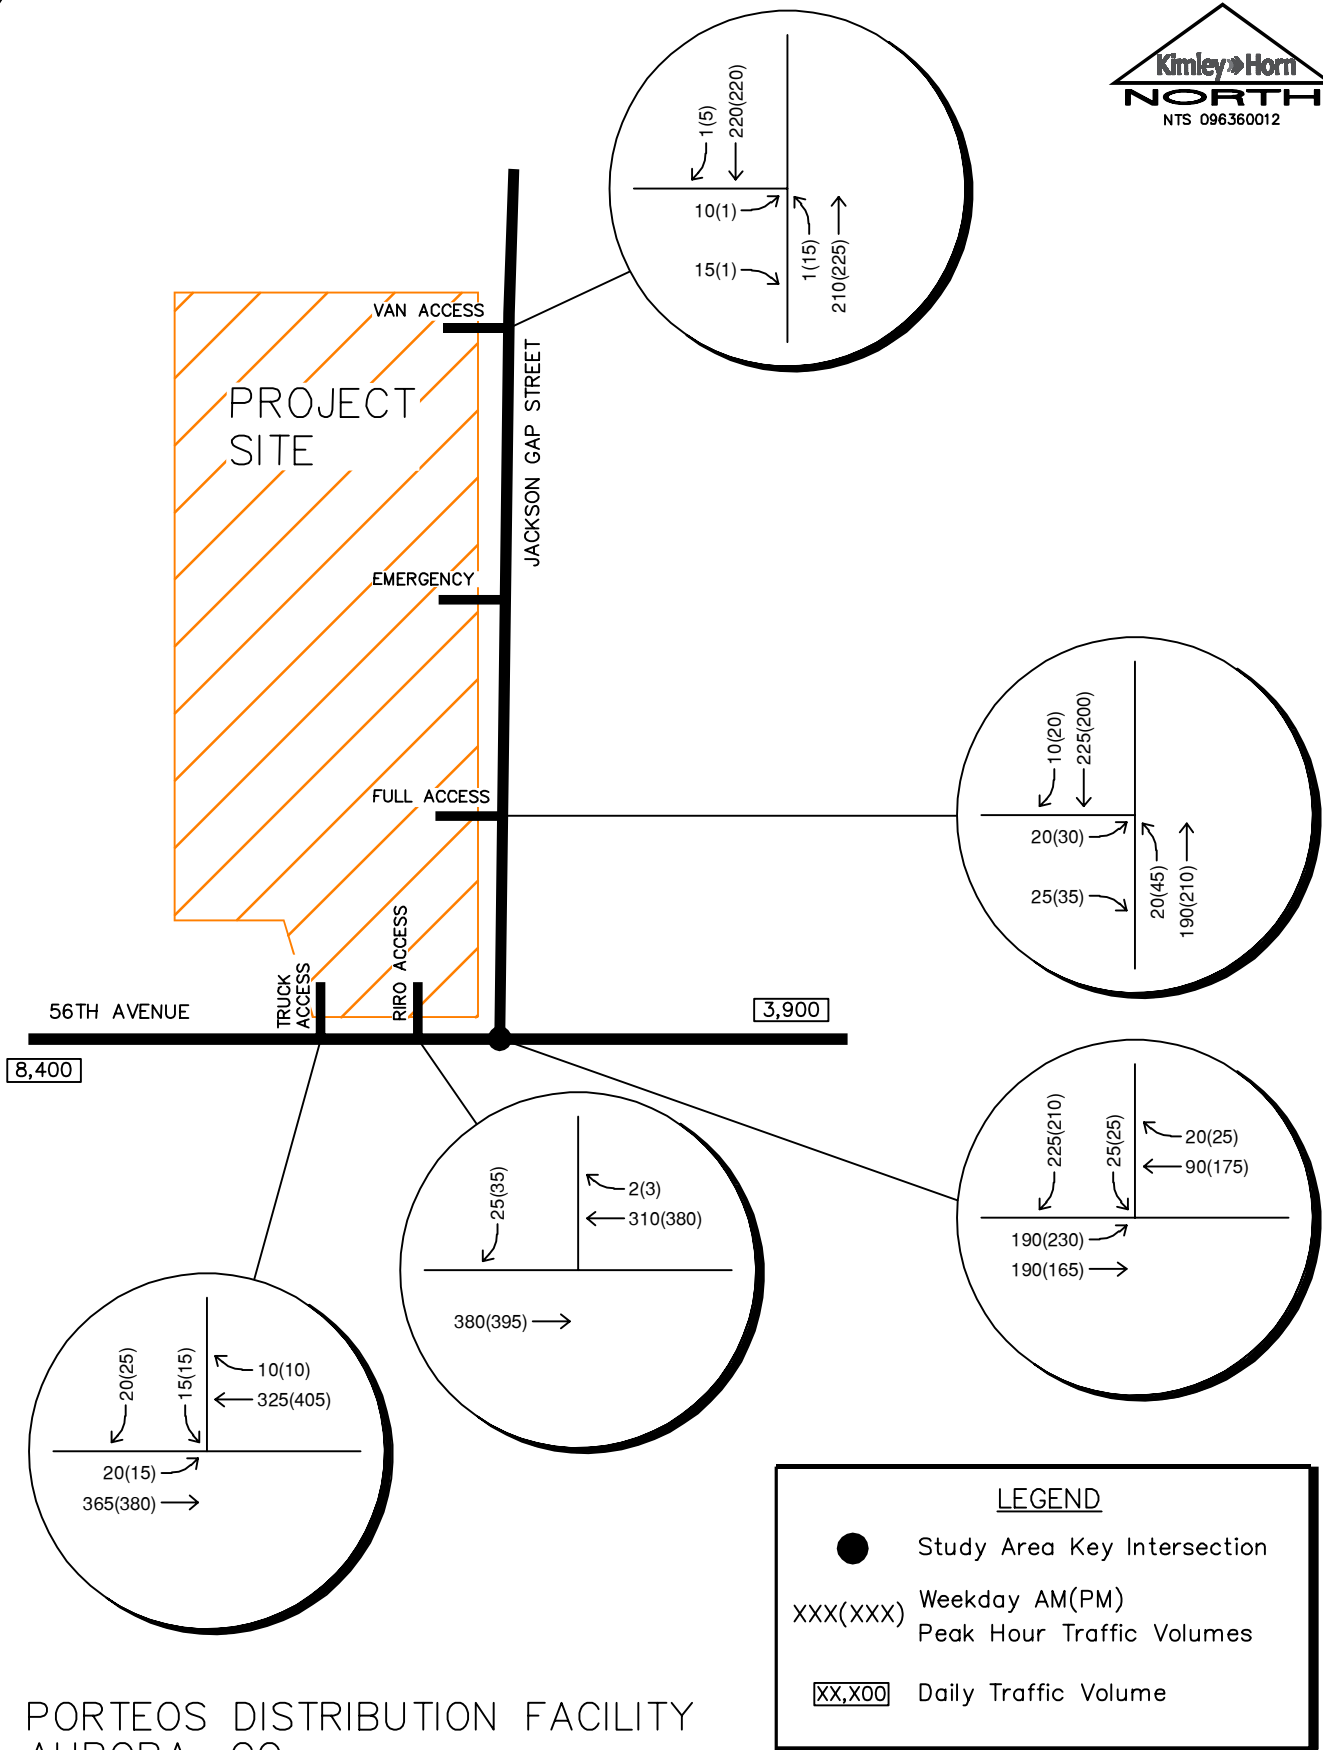 Kimley»Horn
NORTH
NTS 096360012
1(5)
220(220)
10(1)
15(1)
1(15)
210(225)
VAN ACCESS
PROJECT
SITE
JACKSON GAP STREET
EMERGENCY
FULL ACCESS
10(20)
225(200)
20(30)
25(35)
20(45)
190(210)
TRUCK
ACCESS
RIRO ACCESS
56TH AVENUE
3,900
8,400
225(210)
25(25)
20(25)
90(175)
190(230)
190(165)
25(35)
2(3)
310(380)
380(395)
20(25)
15(15)
10(10)
325(405)
20(15)
365(380)
LEGEND
Study Area Key Intersection
XXX(XXX) Weekday AM(PM)
Peak Hour Traffic Volumes
XX,X00 Daily Traffic Volume
PORTEOS DISTRIBUTION FACILITY